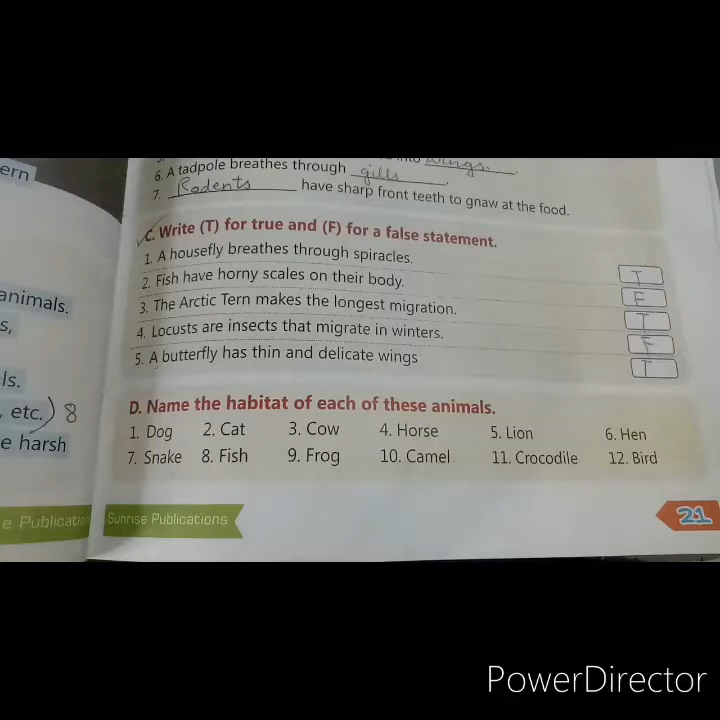 ern
animals.
s,
ls.
, etc.) 8
e harsh
e Publicatio
into wings.
6. A tadpole breathes through gills.
7. Rodents have sharp front teeth to gnaw at the food.
C. Write (T) for true and (F) for a false statement.
1. A housefly breathes through spiracles. T
2. Fish have horny scales on their body. F
3. The Arctic Tern makes the longest migration. T
4. Locusts are insects that migrate in winters. F
5. A butterfly has thin and delicate wings T
D. Name the habitat of each of these animals.
1. Dog 2. Cat 3. Cow 4. Horse 5. Lion 6. Hen
7. Snake 8. Fish 9. Frog 10. Camel 11. Crocodile 12. Bird
Sunrise Publications
21
PowerDirector